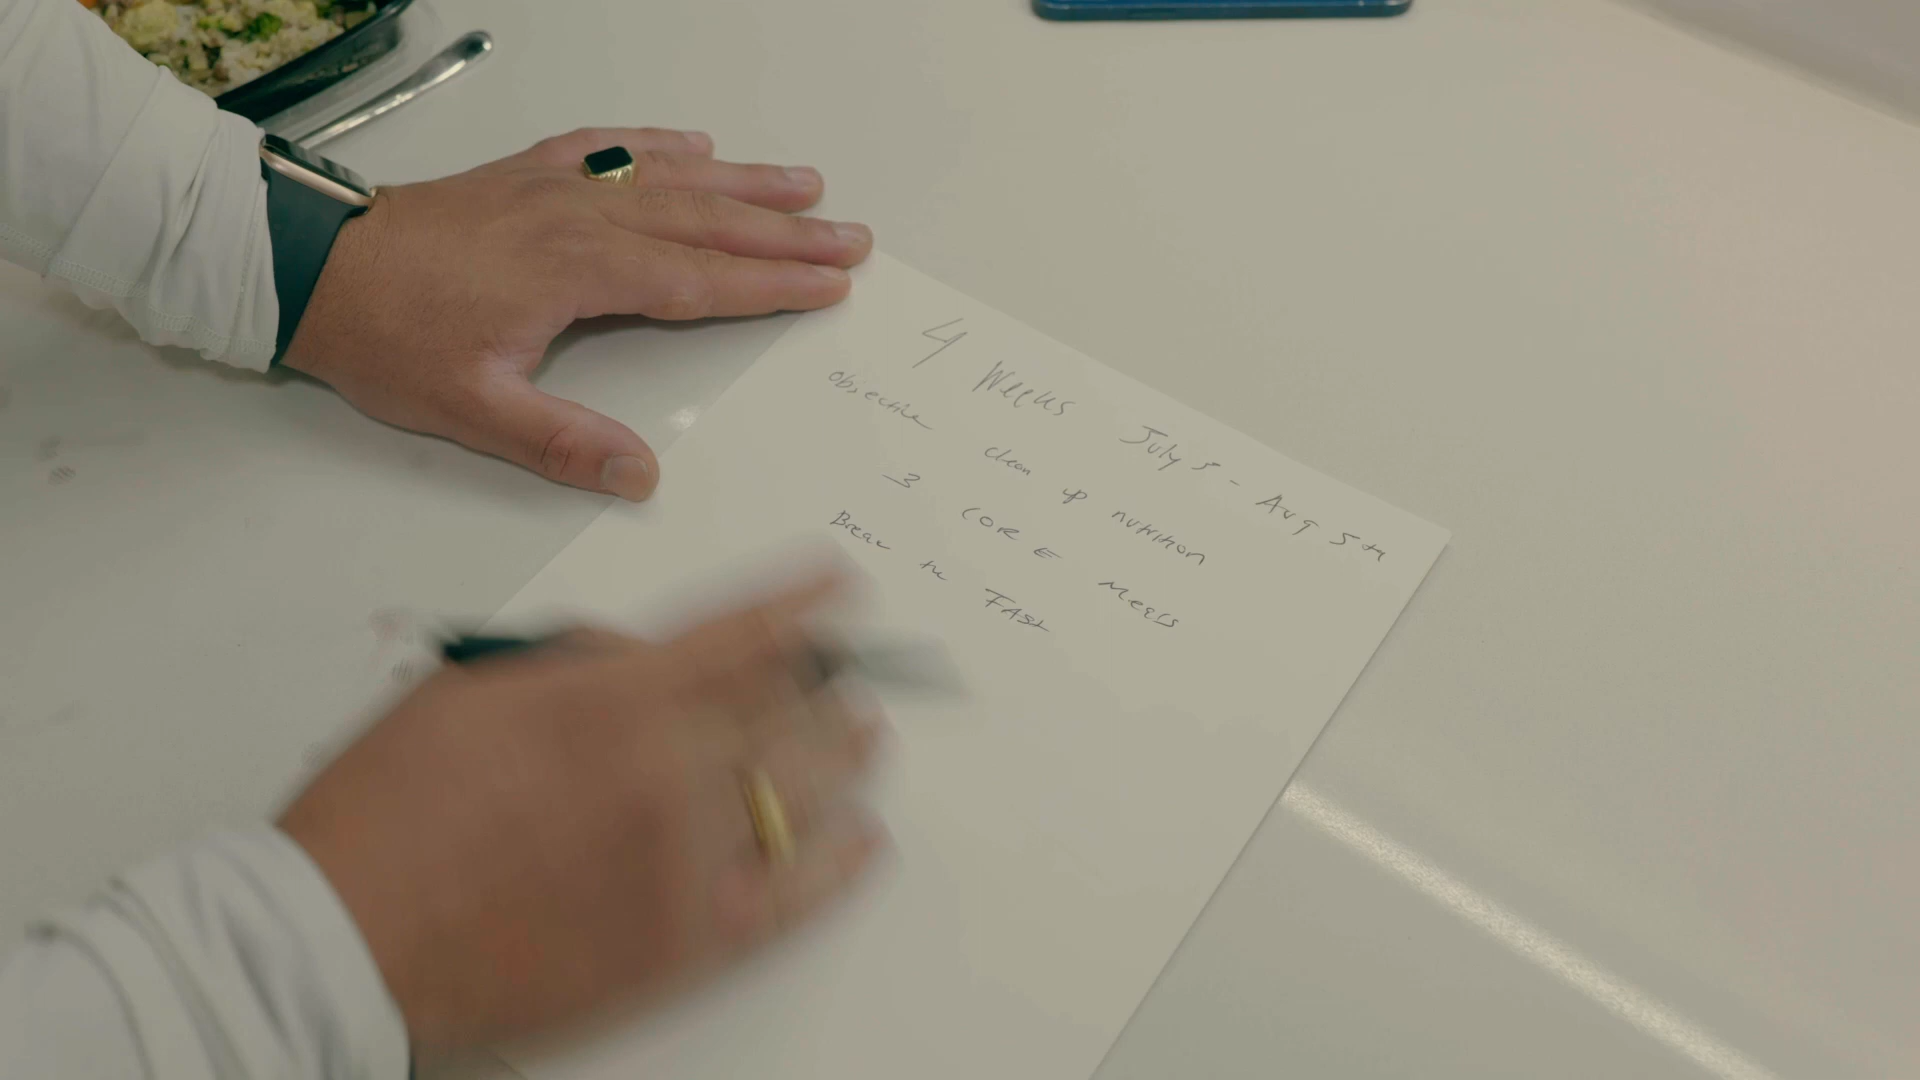 4 Weeks July 5 - Aug 5th
Objective clean up nutrition
3 CORE Meals
Break the FAST